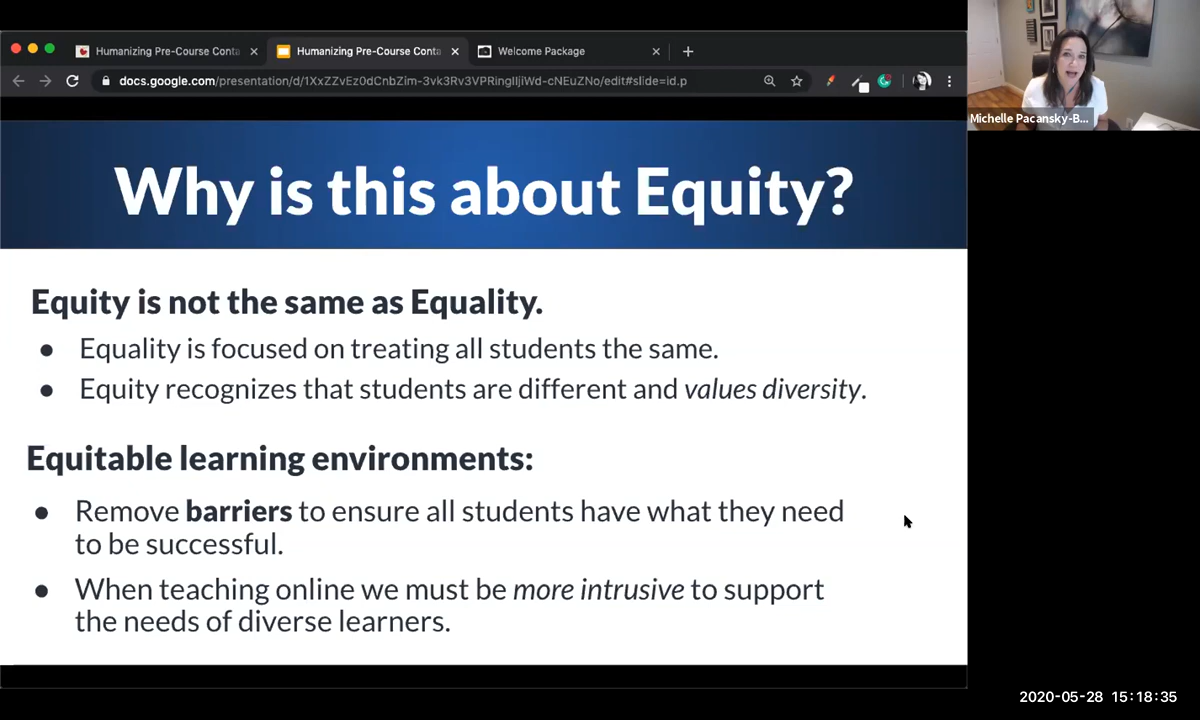 Humanizing Pre-Course Conta
Humanizing Pre-Course Conta
Welcome Package
docs.google.com/presentation/d/1XxZZvEz0dCnbZim-3vk3Rv3VPRingIIjiWd-cNEuZNo/edit#slide=id.p
Michelle Pacansky-B...
Why is this about Equity?
Equity is not the same as Equality.
● Equality is focused on treating all students the same.
● Equity recognizes that students are different and values diversity.
Equitable learning environments:
● Remove barriers to ensure all students have what they need
to be successful.
● When teaching online we must be more intrusive to support
the needs of diverse learners.
2020-05-28 15:18:35